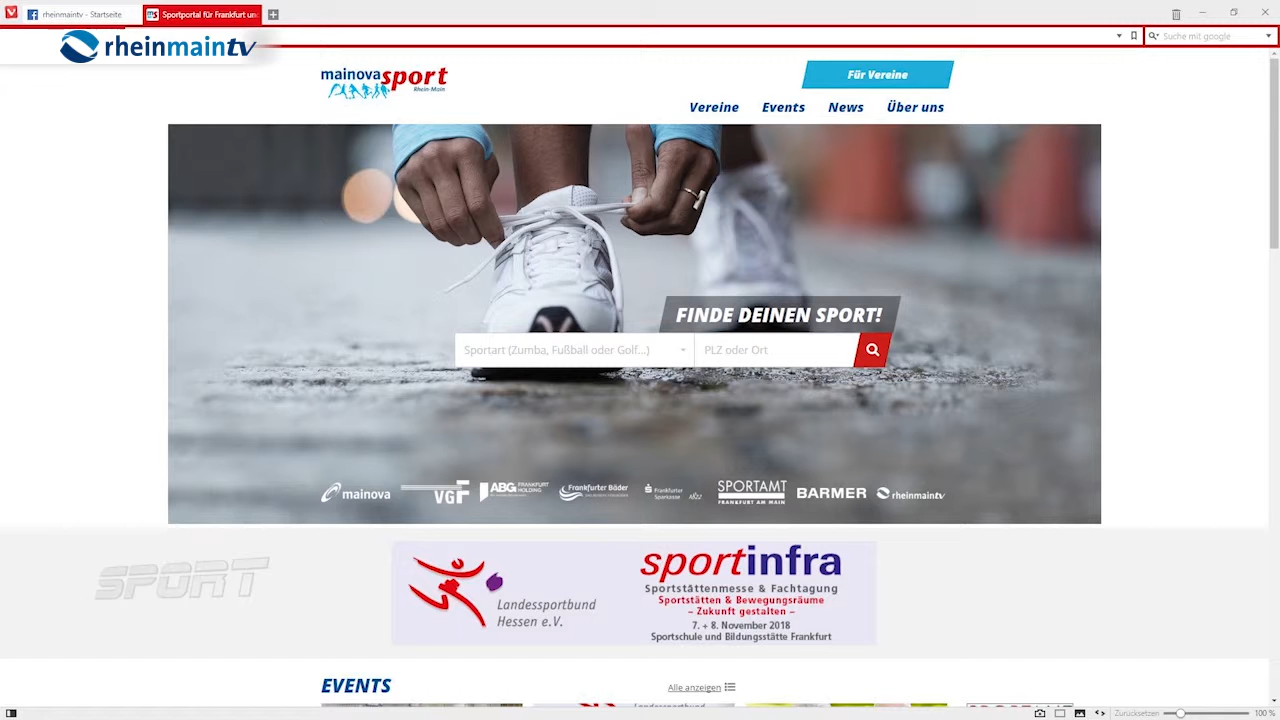 rheinmaintv - Startseite
Sportportal für Frankfurt un
rheinmaintv
Suche mit google
mainova sport
Rhein-Main
Für Vereine
Vereine Events News Über uns
FINDE DEINEN SPORT!
Sportart (Zumba, Fußball oder Golf...) PLZ oder Ort
mainova VGF ABG FRANKFURT HOLDING Frankfurter Bäder Frankfurter Sparkasse 1822 SPORTAMT FRANKFURT AM MAIN BARMER rheinmaintv
SPORT
Landessportbund
Hessen e.V.
sportinfra
Sportstättenmesse & Fachtagung
Sportstätten & Bewegungsräume
– Zukunft gestalten –
7. + 8. November 2018
Sportschule und Bildungsstätte Frankfurt
EVENTS
Alle anzeigen
Zurücksetzen 100 %